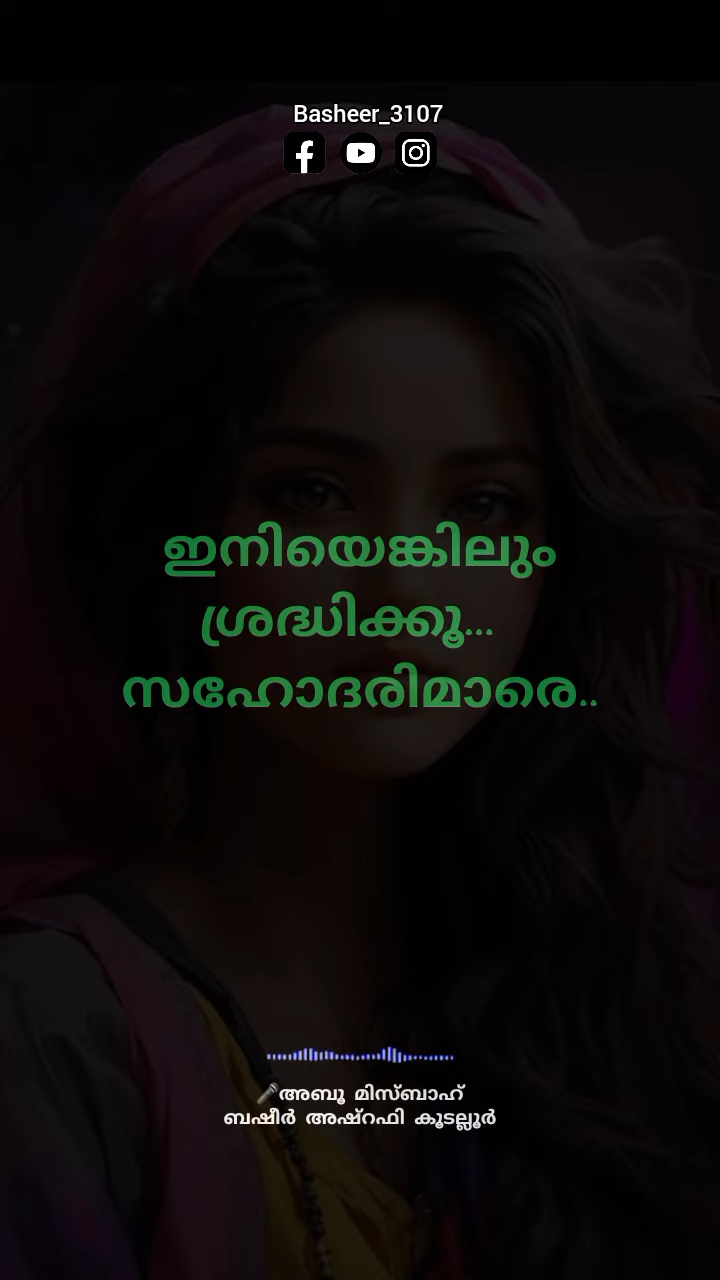 Basheer_3107
ഇനിയെങ്കിലും
ശ്രദ്ധിക്കൂ...
സഹോദരിമാരെ..
🎤അബൂ മിസ്ബാഹ്
ബഷീർ അഷ്റഫി കൂടല്ലൂർ